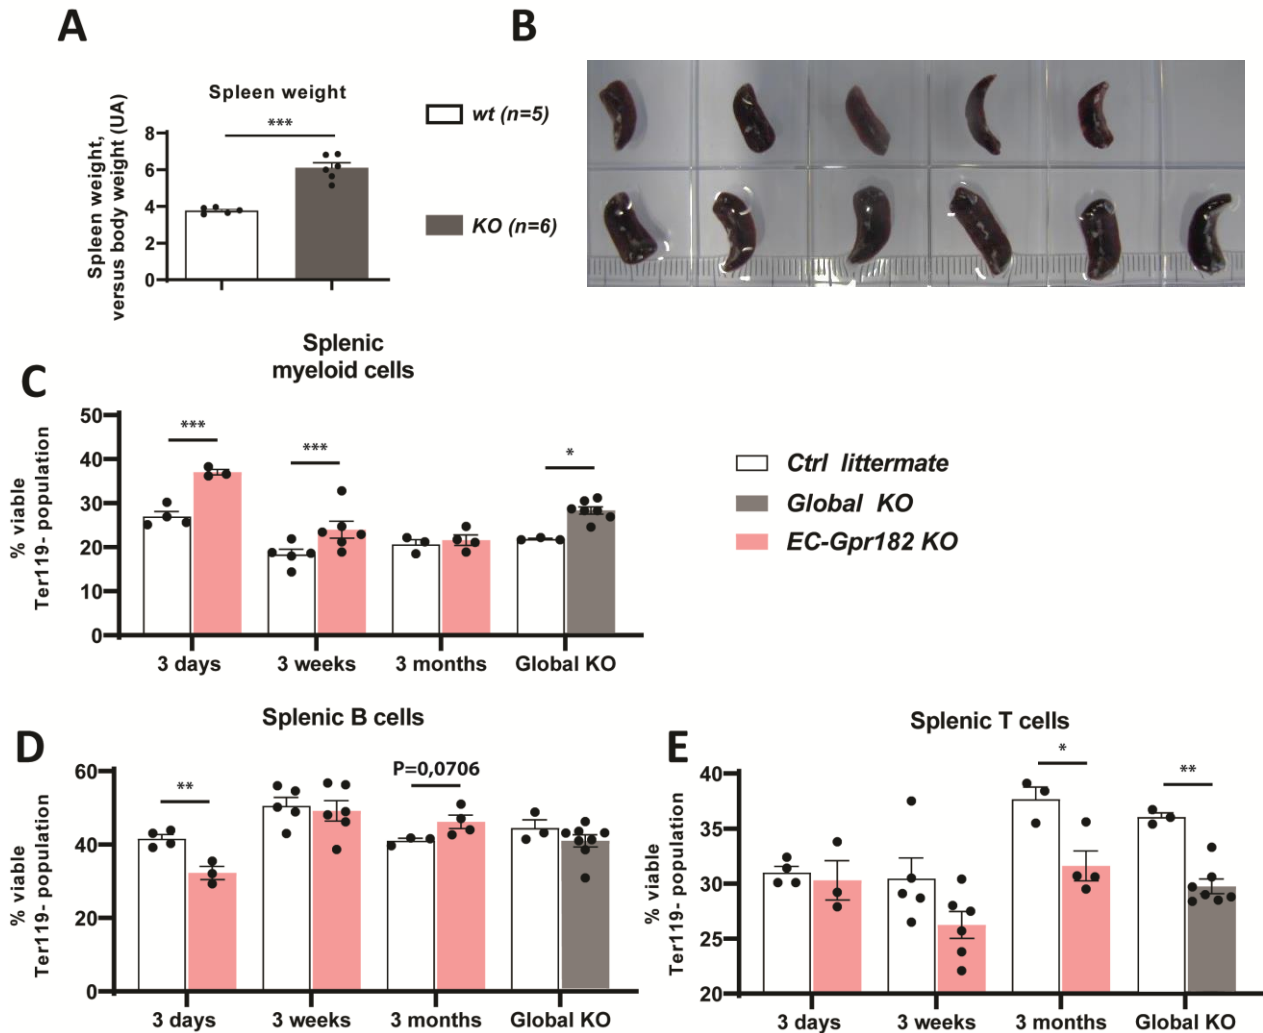 A
B
Spleen weight
***
Spleen weight,
versus body weight (UA)
8
6
4
2
0
wt (n=5)
KO (n=6)
C
Splenic
myeloid cells
% viable
Ter119- population
50
40
30
20
10
0
***
***
*
3 days
3 weeks
3 months
Global KO
Ctrl littermate
Global KO
EC-Gpr182 KO
D
Splenic B cells
% viable
Ter119- population
60
40
20
0
**
P=0,0706
3 days
3 weeks
3 months
Global KO
E
Splenic T cells
% viable
Ter119- population
40
35
30
25
20
*
**
3 days
3 weeks
3 months
Global KO